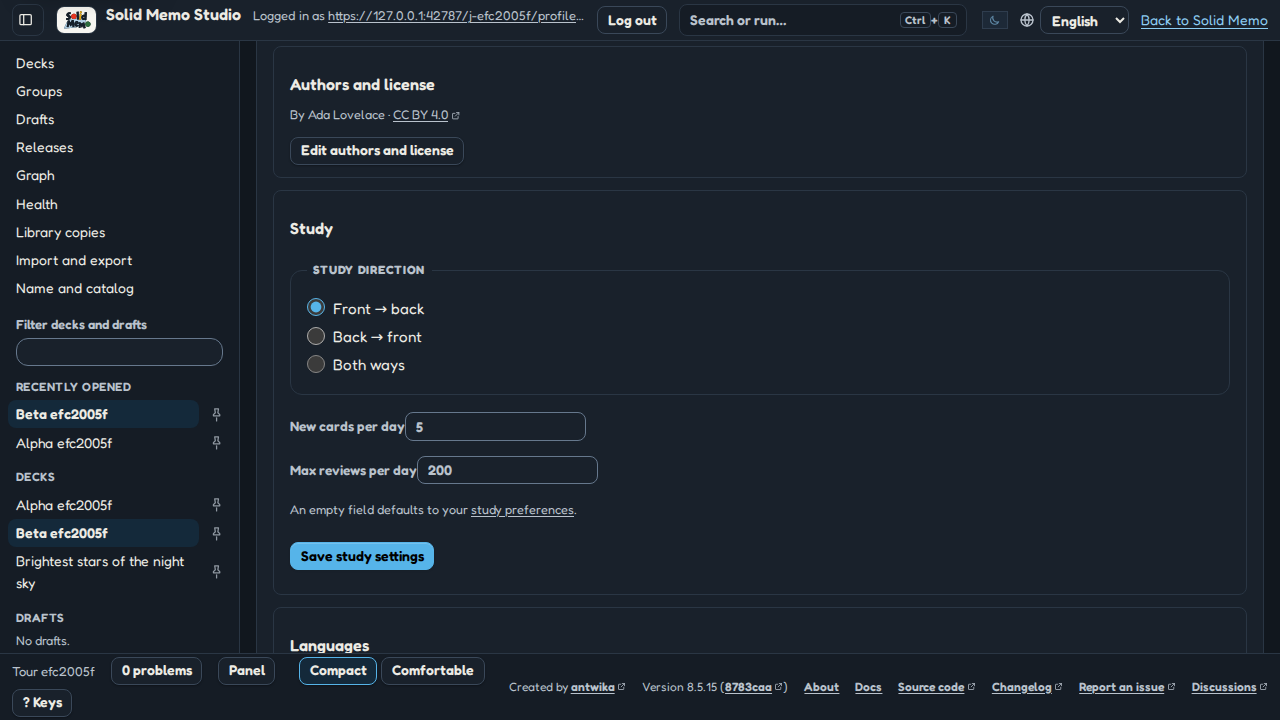 Solid Memo Studio
Logged in as https://127.0.0.1:42787/j-efc2005f/profile…
Log out
Search or run...
Ctrl+K
English
Back to Solid Memo
Decks
Groups
Drafts
Releases
Graph
Health
Library copies
Import and export
Name and catalog
Filter decks and drafts
RECENTLY OPENED
Beta efc2005f
Alpha efc2005f
DECKS
Alpha efc2005f
Beta efc2005f
Brightest stars of the night
sky
DRAFTS
No drafts.
Authors and license
By Ada Lovelace · CC BY 4.0
Edit authors and license
Study
STUDY DIRECTION
Front → back
Back → front
Both ways
New cards per day 5
Max reviews per day 200
An empty field defaults to your study preferences.
Save study settings
Languages
Tour efc2005f
0 problems
Panel
Compact
Comfortable
? Keys
Created by antwika
Version 8.5.15 (8783caa)
About
Docs
Source code
Changelog
Report an issue
Discussions